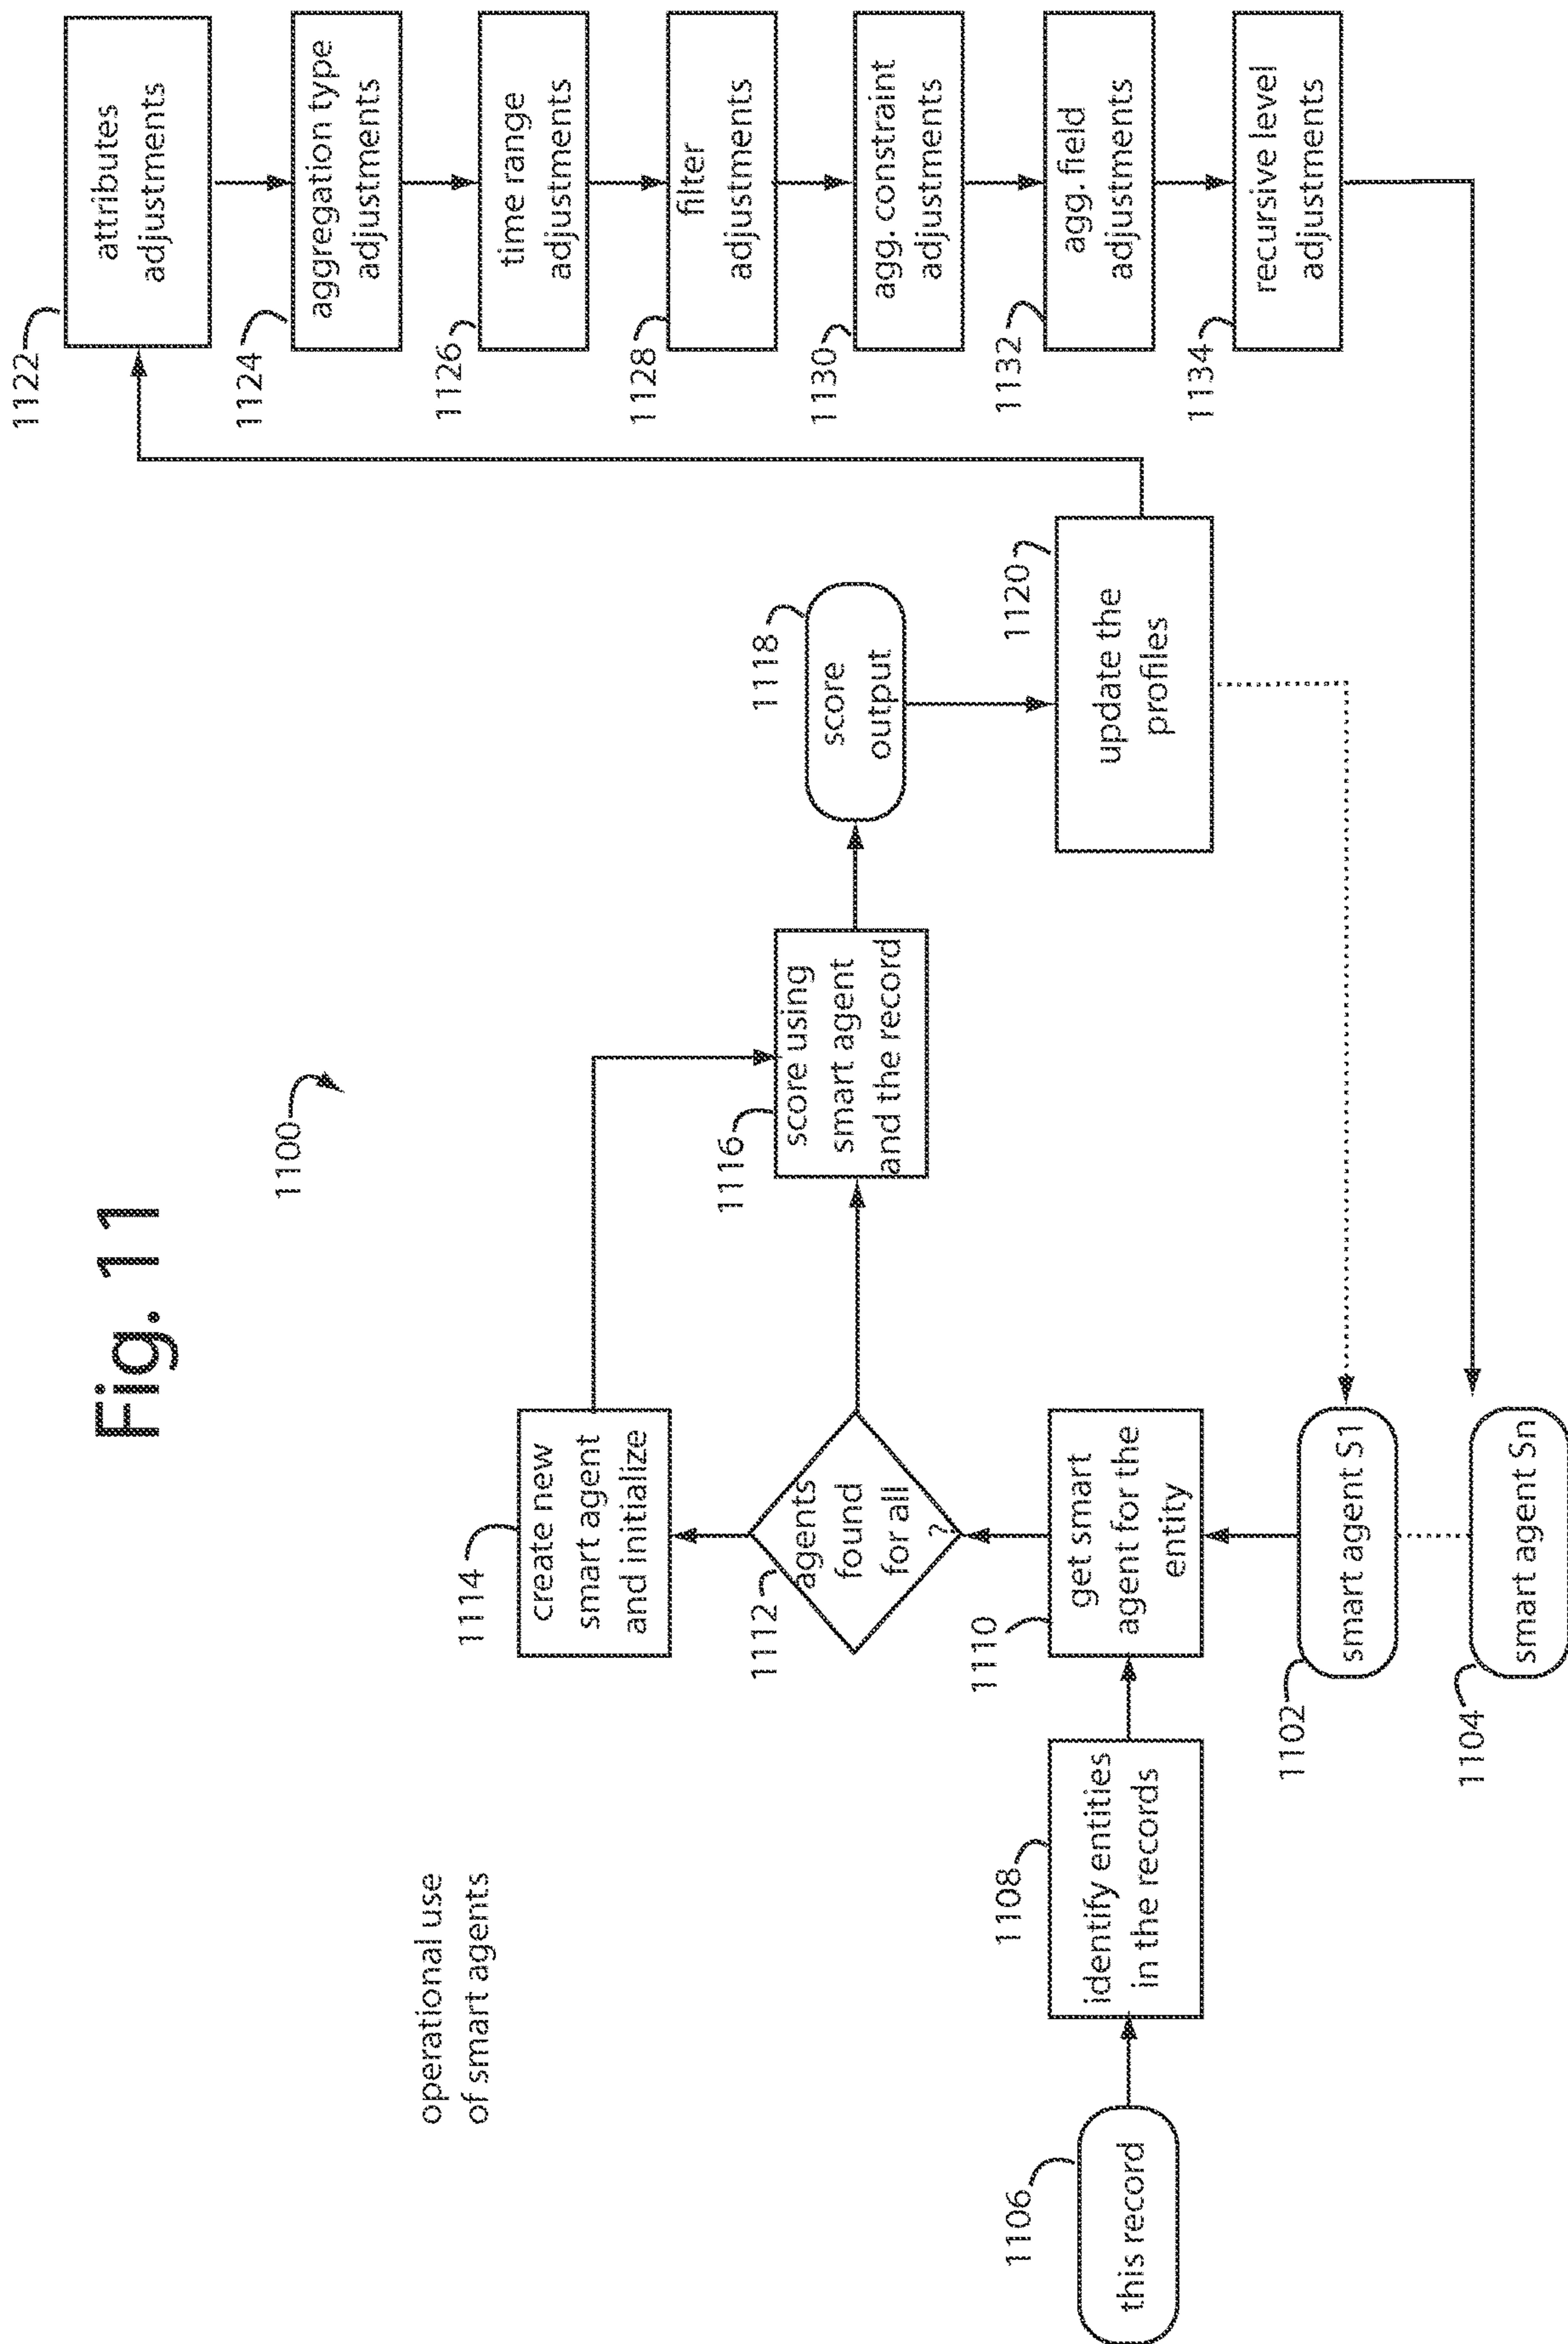 Fig. 11
1100
operational use
of smart agents
1106
this record
1108
identify entities
in the records
1110
get smart
agent for the
entity
1102
smart agent S1
1104
smart agent Sn
1112
agents
found
for all
?
1114
create new
smart agent
and initialize
1116
score using
smart agent
and the record
1118
score
output
1120
update the
profiles
1122
attributes
adjustments
1124
aggregation type
adjustments
1126
time range
adjustments
1128
filter
adjustments
1130
agg. constraint
adjustments
1132
agg. field
adjustments
1134
recursive level
adjustments